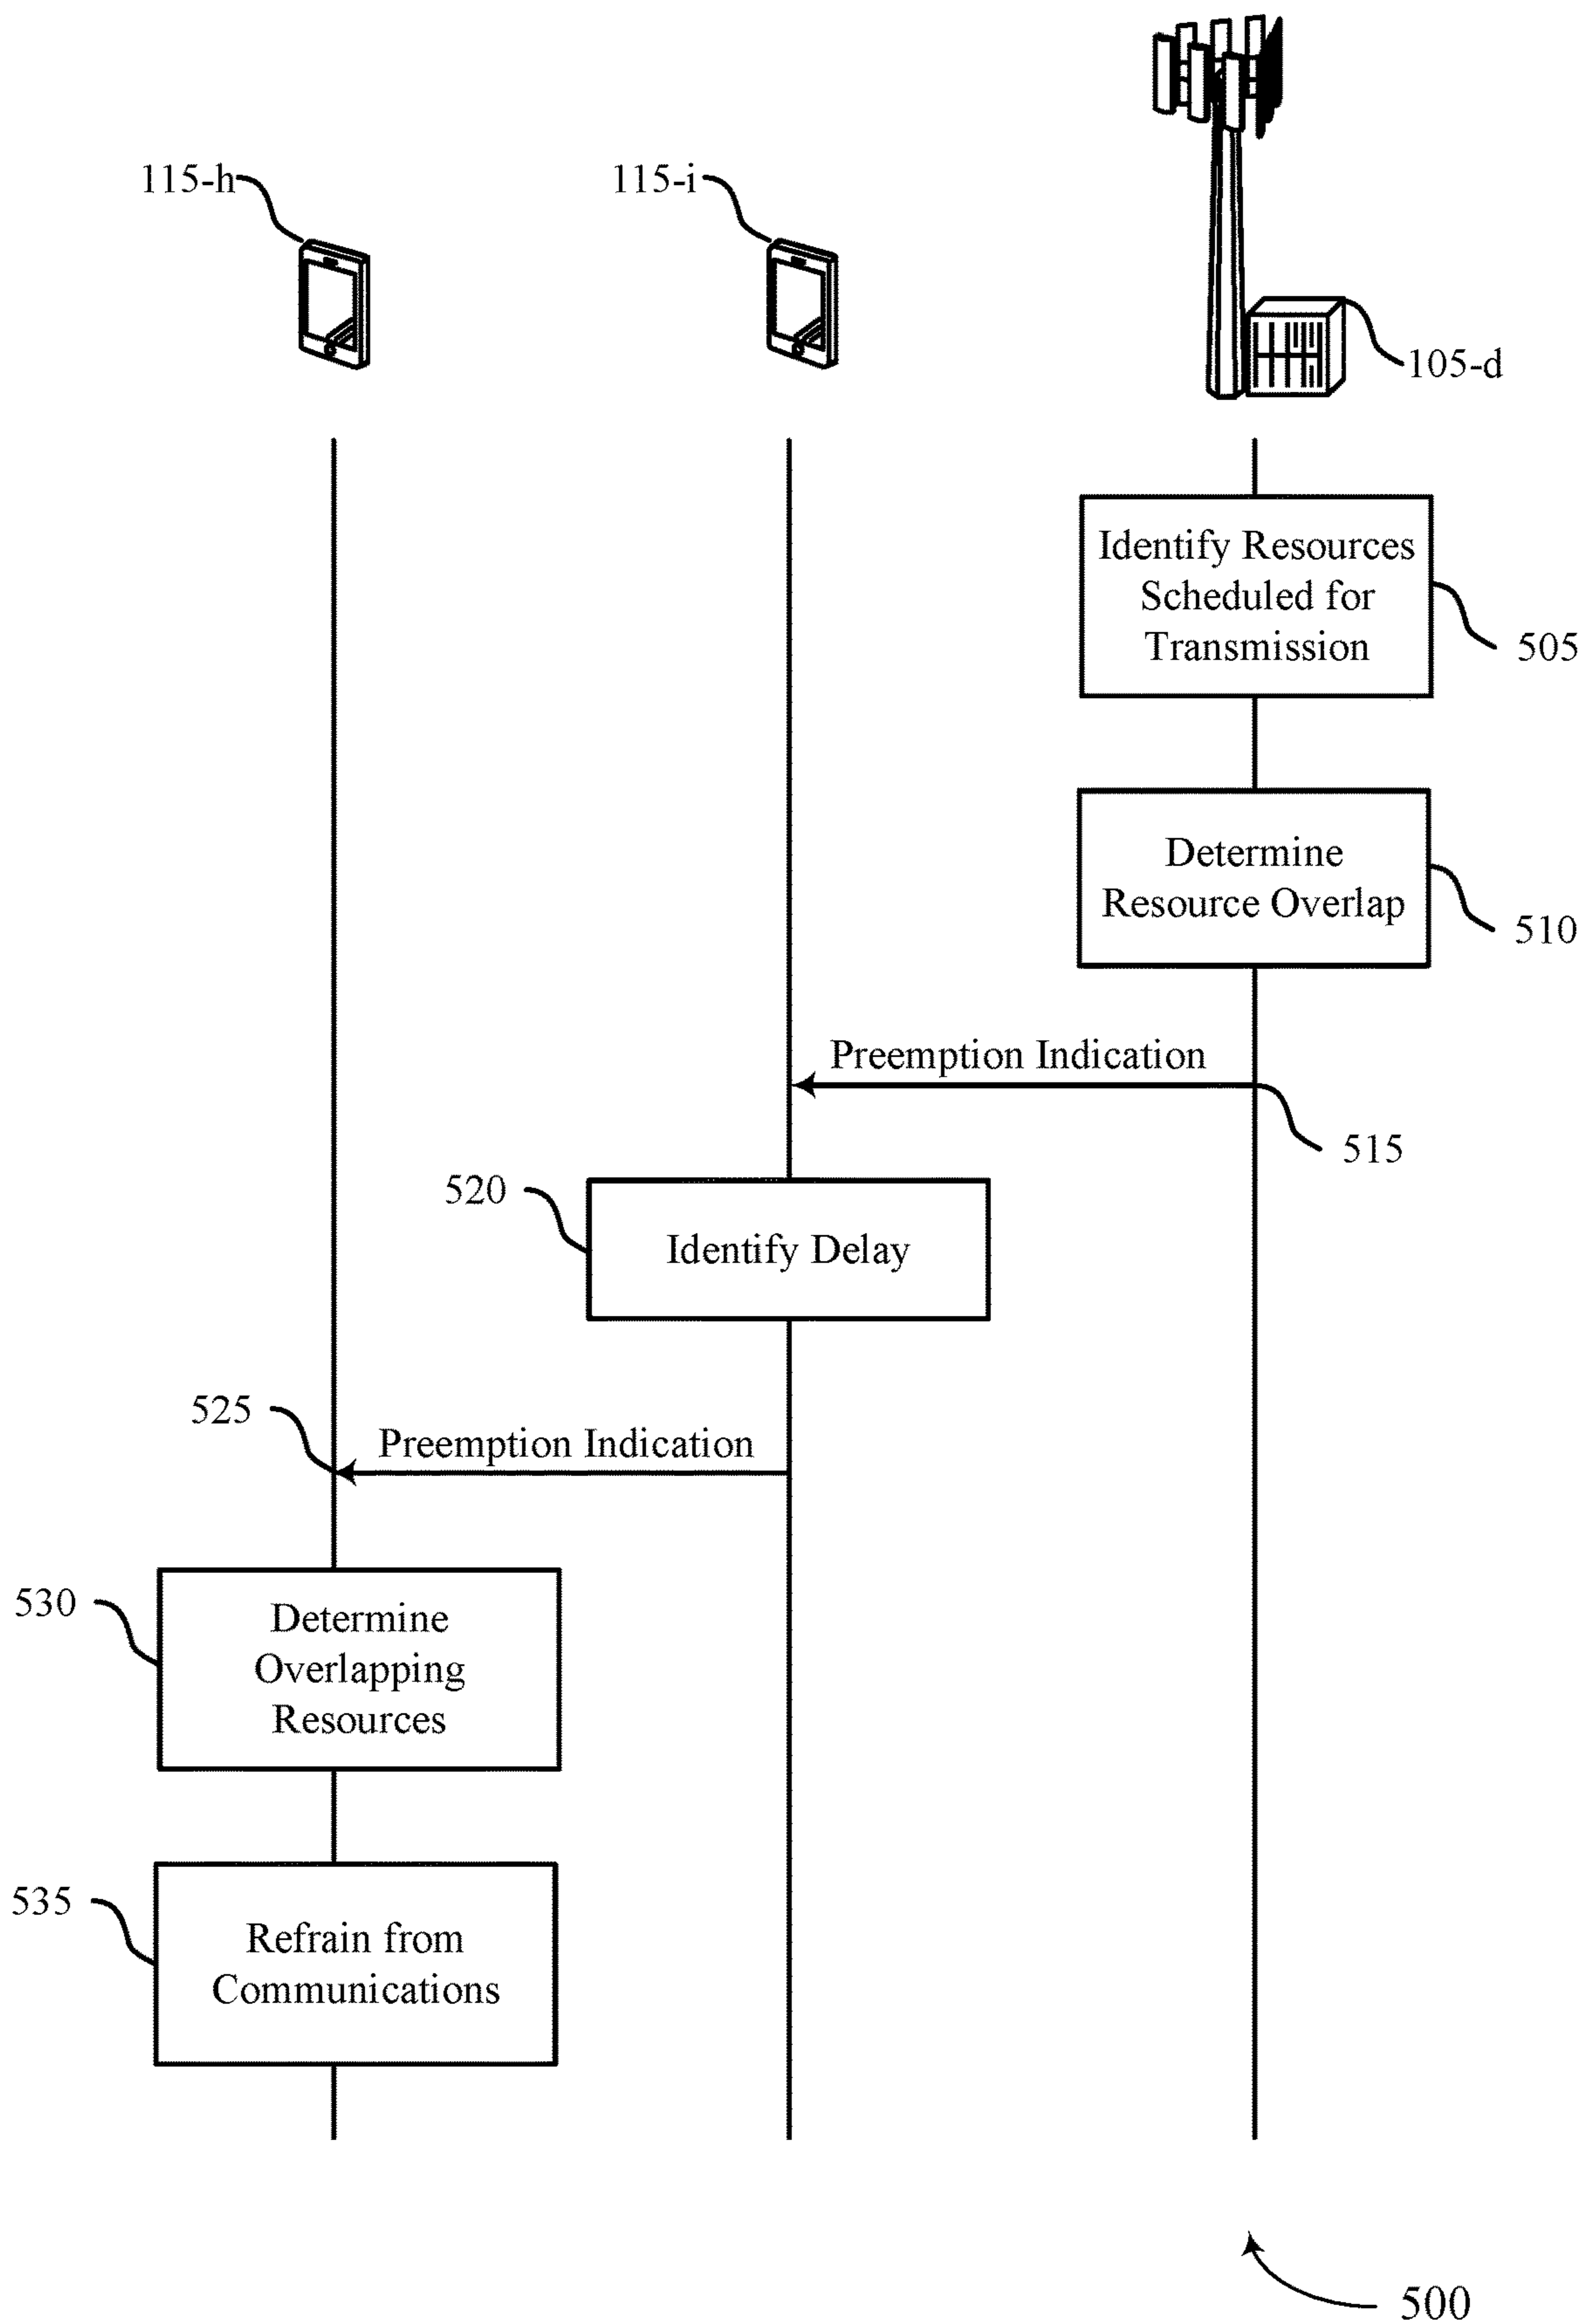 115-h
115-i
105-d
Identify Resources
Scheduled for
Transmission
505
Determine
Resource Overlap
510
Preemption Indication
515
520
Identify Delay
525
Preemption Indication
530
Determine
Overlapping
Resources
535
Refrain from
Communications
500